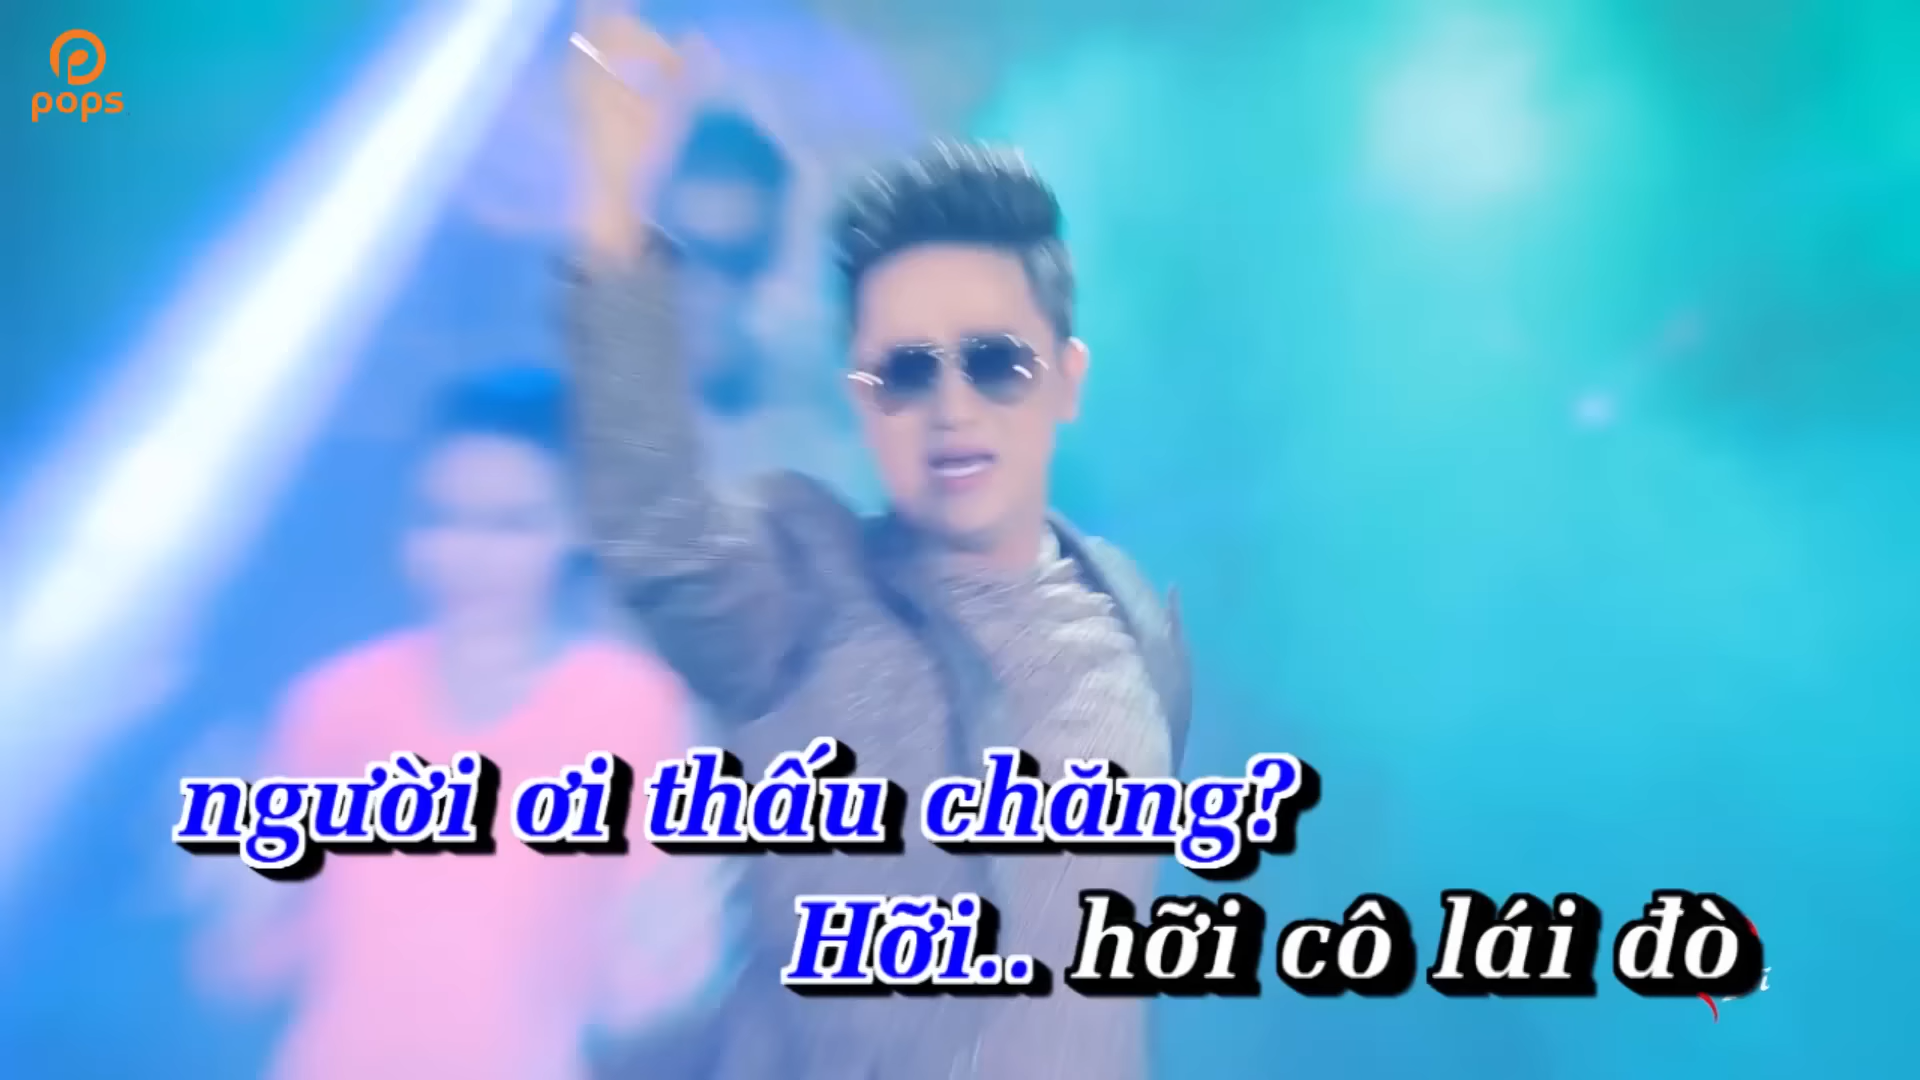 pops
người ơi thấu chăng?
Hỡi.. hỡi cô lái đò